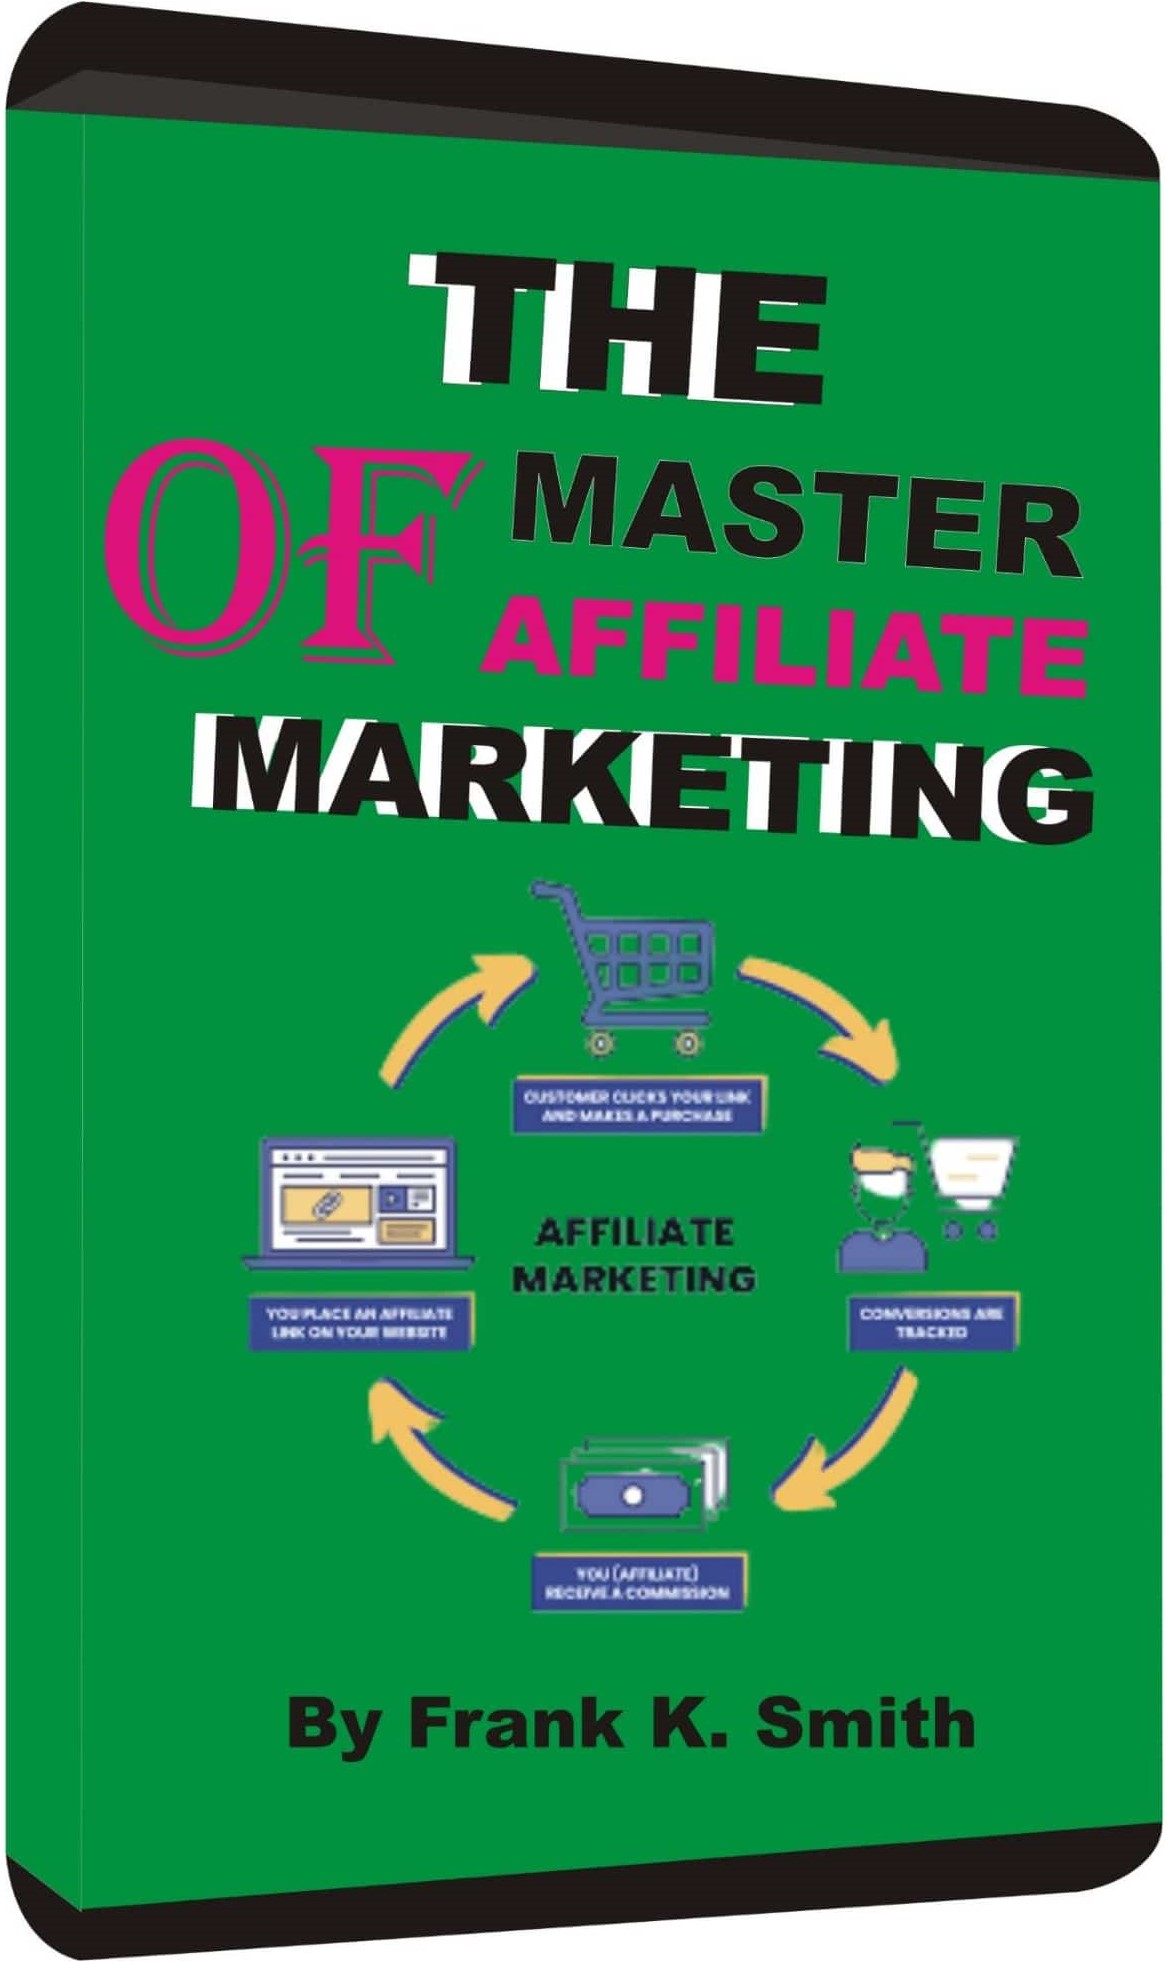 THE
OF MASTER
AFFILIATE
MARKETING
CUSTOMER CLICKS YOUR LINK
AND MAKES A PURCHASE
AFFILIATE
MARKETING
YOU PLACE AN AFFILIATE
LINK ON YOUR WEBSITE
CONVERSIONS ARE
TRACKED
YOU (AFFILIATE)
RECEIVE A COMMISSION
By Frank K. Smith